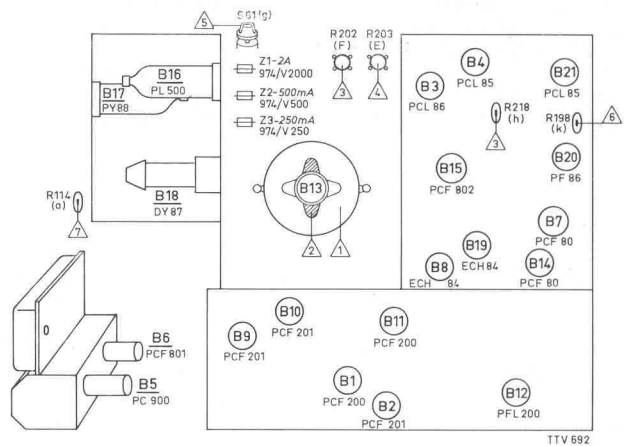 5
S61(g)
Z1-2A
974/V2000
Z2-500mA
974/V500
Z3-250mA
974/V250
R202
(F)
3
R203
(E)
4
B16
PL 500
B17
PY 88
B18
DY 87
R114
(a)
7
B13
2
1
B4
PCL 85
B3
PCL 86
B21
PCL 85
R218
(h)
3
R198
(k)
6
B20
PF 86
B15
PCF 802
B7
PCF 80
B19
ECH 84
B8
ECH 84
B14
PCF 80
B6
PCF 801
B5
PC 900
B10
PCF 201
B9
PCF 201
B11
PCF 200
B1
PCF 200
B2
PCF 201
B12
PFL 200
TTV 692